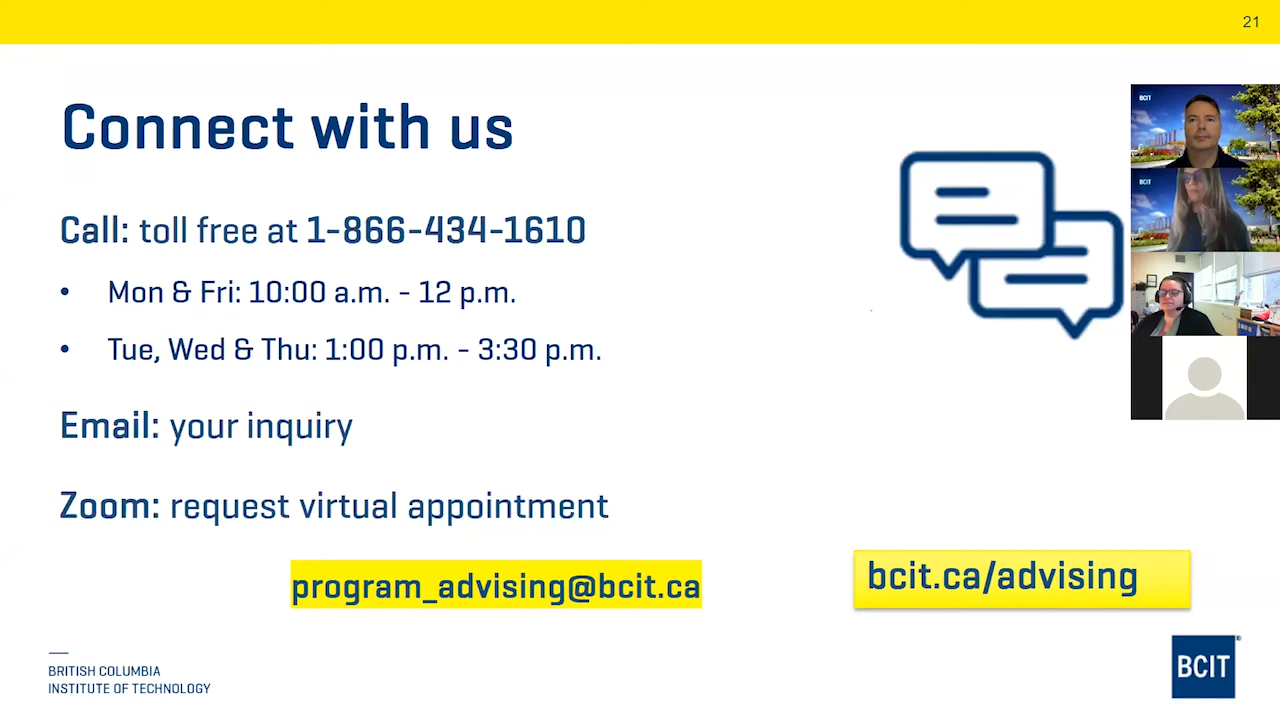 21
Connect with us
Call: toll free at 1-866-434-1610
• Mon & Fri: 10:00 a.m. - 12 p.m.
• Tue, Wed & Thu: 1:00 p.m. - 3:30 p.m.
Email: your inquiry
Zoom: request virtual appointment
program_advising@bcit.ca
bcit.ca/advising
BRITISH COLUMBIA
INSTITUTE OF TECHNOLOGY
BCIT®
BCIT
BCIT